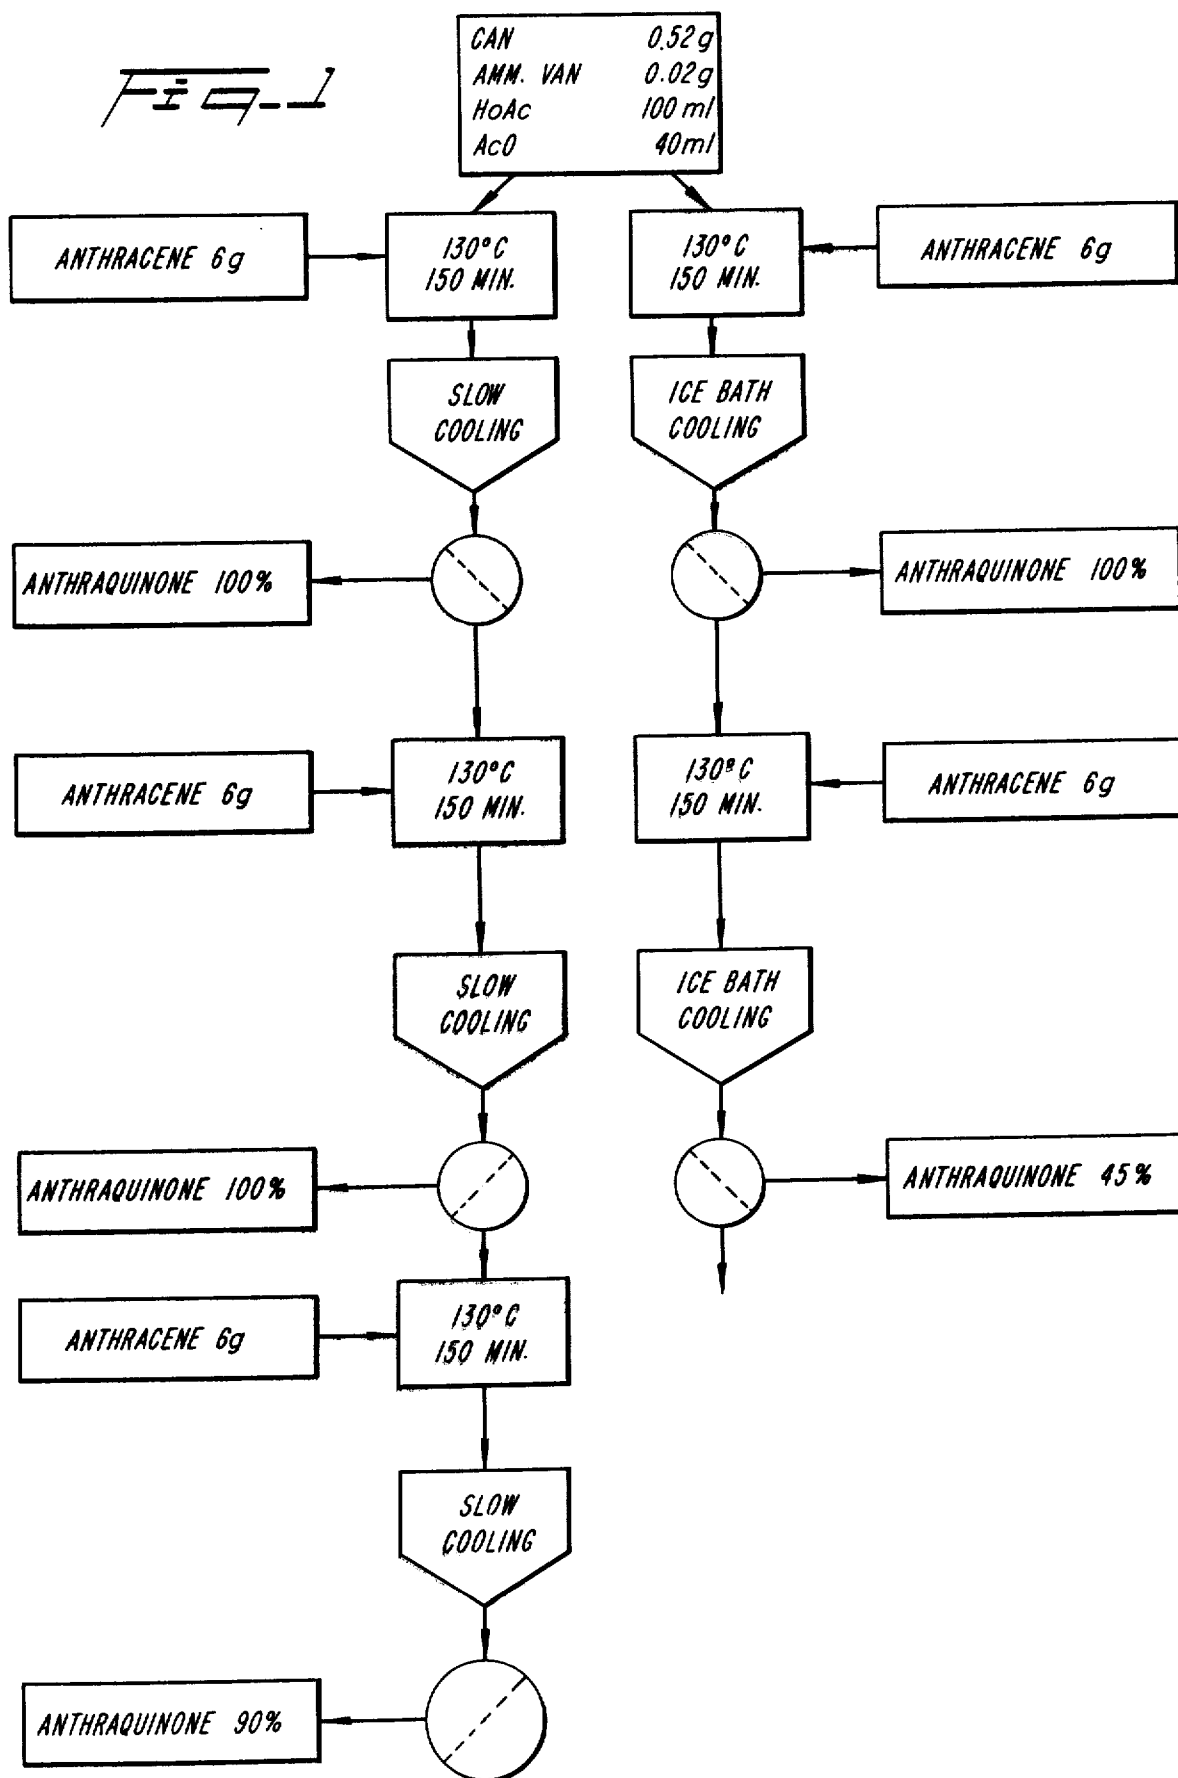 Fig-1
CAN 0.52g
AMM. VAN 0.02g
HoAc 100 ml
AcO 40ml
ANTHRACENE 6g
130°C
150 MIN.
130°C
150 MIN.
ANTHRACENE 6g
SLOW
COOLING
ICE BATH
COOLING
ANTHRAQUINONE 100%
ANTHRAQUINONE 100%
ANTHRACENE 6g
130°C
150 MIN.
130°C
150 MIN.
ANTHRACENE 6g
SLOW
COOLING
ICE BATH
COOLING
ANTHRAQUINONE 100%
ANTHRAQUINONE 45%
ANTHRACENE 6g
130°C
150 MIN.
SLOW
COOLING
ANTHRAQUINONE 90%